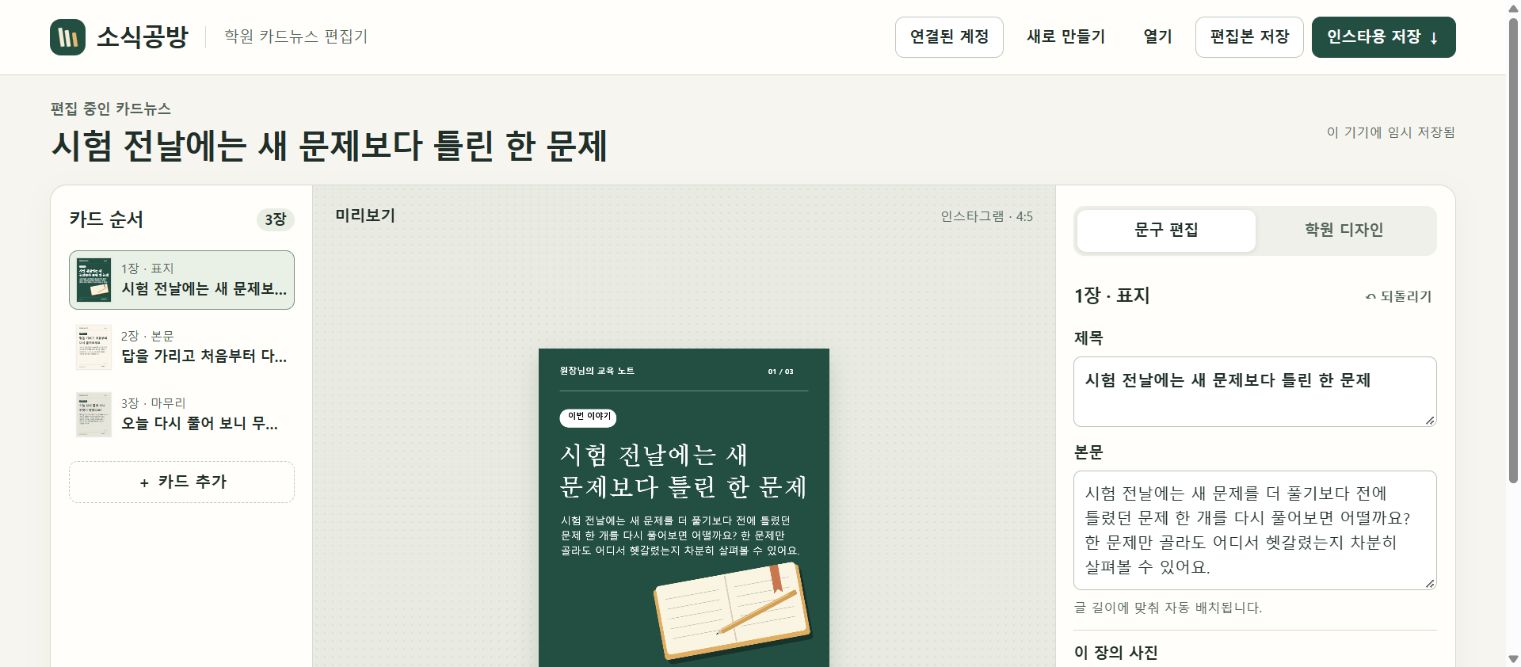 소식공방
학원 카드뉴스 편집기
연결된 계정
새로 만들기
열기
편집본 저장
인스타용 저장 ↓
편집 중인 카드뉴스
시험 전날에는 새 문제보다 틀린 한 문제
이 기기에 임시 저장됨
카드 순서
3장
1장 · 표지
시험 전날에는 새 문제보...
2장 · 본문
답을 가리고 처음부터 다...
3장 · 마무리
오늘 다시 풀어 보니 무...
+ 카드 추가
미리보기
인스타그램 · 4:5
원장님의 교육 노트
01 / 03
이번 이야기
시험 전날에는 새
문제보다 틀린 한 문제
시험 전날에는 새 문제를 더 풀기보다 전에 틀렸던
문제 한 개를 다시 풀어보면 어떨까요? 한 문제만
골라도 어디서 헷갈렸는지 차분히 살펴볼 수 있어요.
문구 편집
학원 디자인
1장 · 표지
↶ 되돌리기
제목
시험 전날에는 새 문제보다 틀린 한 문제
본문
시험 전날에는 새 문제를 더 풀기보다 전에
틀렸던 문제 한 개를 다시 풀어보면 어떨까요?
한 문제만 골라도 어디서 헷갈렸는지 차분히
살펴볼 수 있어요.
글 길이에 맞춰 자동 배치됩니다.
이 장의 사진